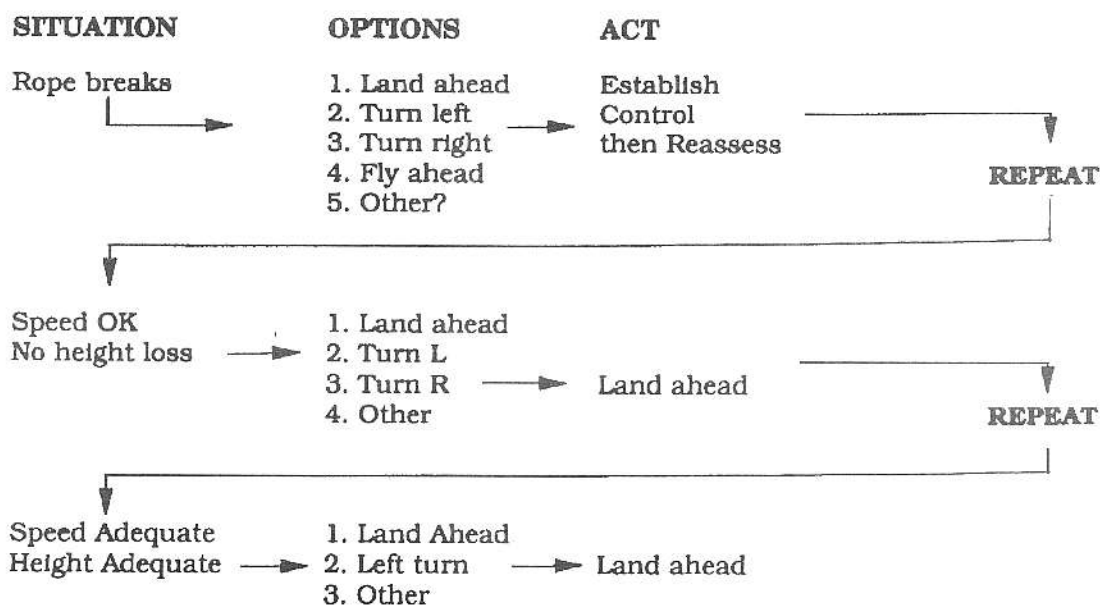 SITUATION OPTIONS ACT
Rope breaks
1. Land ahead
2. Turn left
3. Turn right
4. Fly ahead
5. Other?
Establish
Control
then Reassess
REPEAT
Speed OK
No height loss
1. Land ahead
2. Turn L
3. Turn R
4. Other
Land ahead
REPEAT
Speed Adequate
Height Adequate
1. Land Ahead
2. Left turn
3. Other
Land ahead